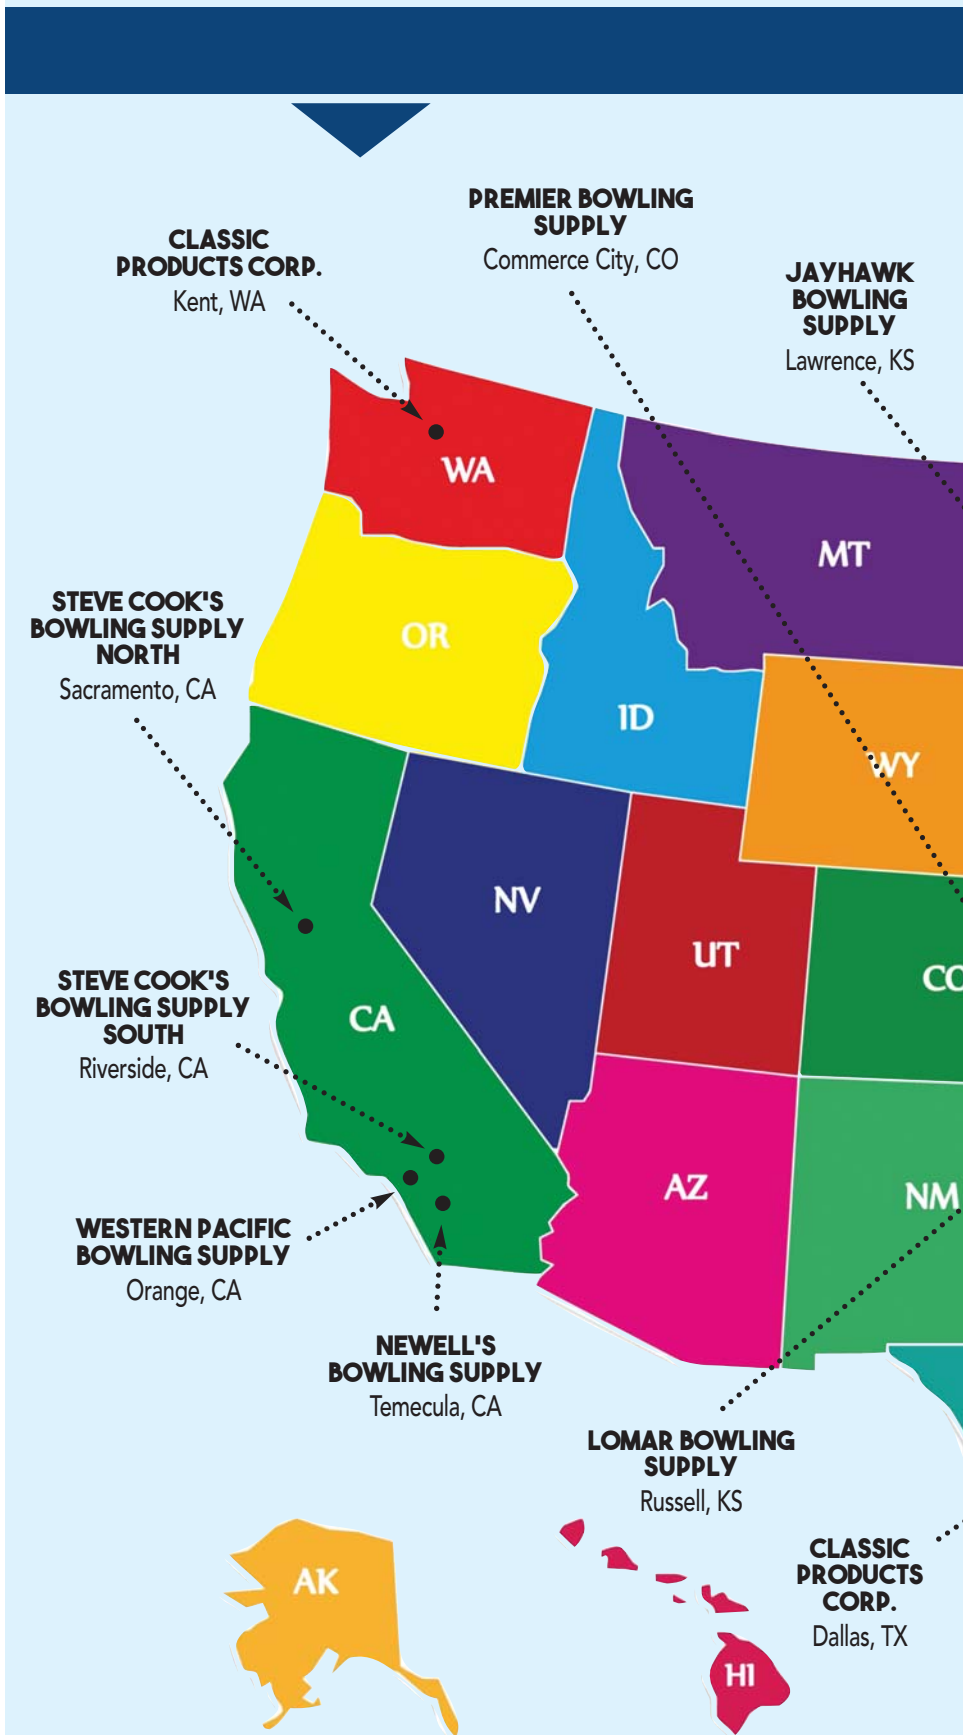 PREMIER BOWLING
SUPPLY
Commerce City, CO
CLASSIC
PRODUCTS CORP.
Kent, WA
JAYHAWK
BOWLING
SUPPLY
Lawrence, KS
WA
MT
OR
STEVE COOK'S
BOWLING SUPPLY
NORTH
Sacramento, CA
ID
WY
NV
UT
CO
STEVE COOK'S
BOWLING SUPPLY
SOUTH
Riverside, CA
CA
AZ
NM
WESTERN PACIFIC
BOWLING SUPPLY
Orange, CA
NEWELL'S
BOWLING SUPPLY
Temecula, CA
LOMAR BOWLING
SUPPLY
Russell, KS
CLASSIC
PRODUCTS
CORP.
Dallas, TX
AK
HI